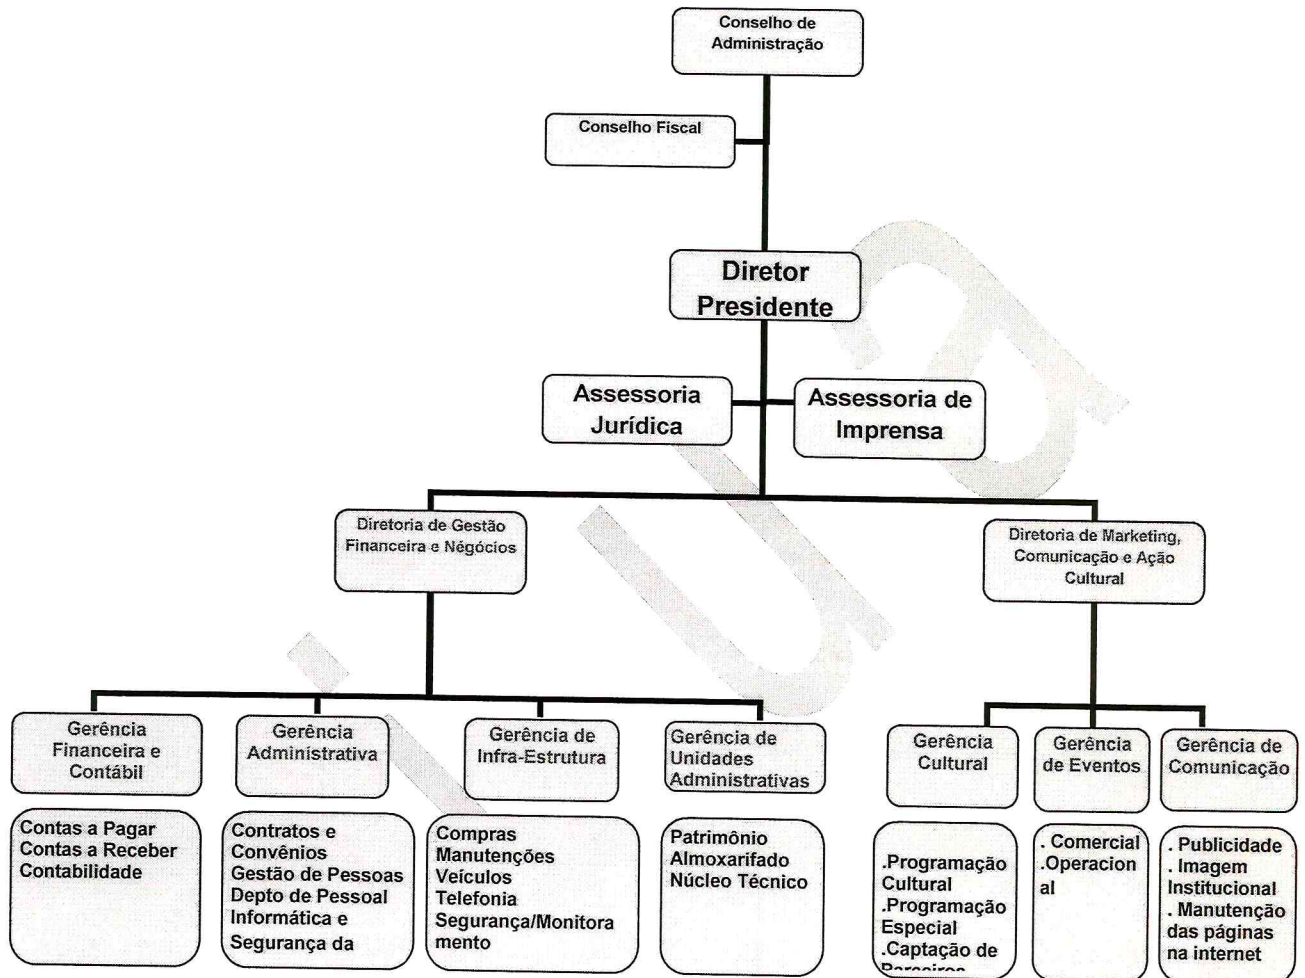 Conselho de
Administração
Conselho Fiscal
Diretor
Presidente
Assessoria
Jurídica
Assessoria de
Imprensa
Diretoria de Gestão
Financeira e Négócios
Diretoria de Marketing,
Comunicação e Ação
Cultural
Gerência
Financeira e
Contábil
Gerência
Administrativa
Gerência de
Infra-Estrutura
Gerência de
Unidades
Administrativas
Gerência
Cultural
Gerência
de Eventos
Gerência de
Comunicação
Contas a Pagar
Contas a Receber
Contabilidade
Contratos e
Convênios
Gestão de Pessoas
Depto de Pessoal
Informática e
Segurança da
Compras
Manutenções
Veículos
Telefonia
Segurança/Monitora
mento
Patrimônio
Almoxarifado
Núcleo Técnico
.Programação
Cultural
.Programação
Especial
.Captação de
Parceiros
. Comercial
.Operacion
al
. Publicidade
. Imagem
Institucional
. Manutenção
das páginas
na internet